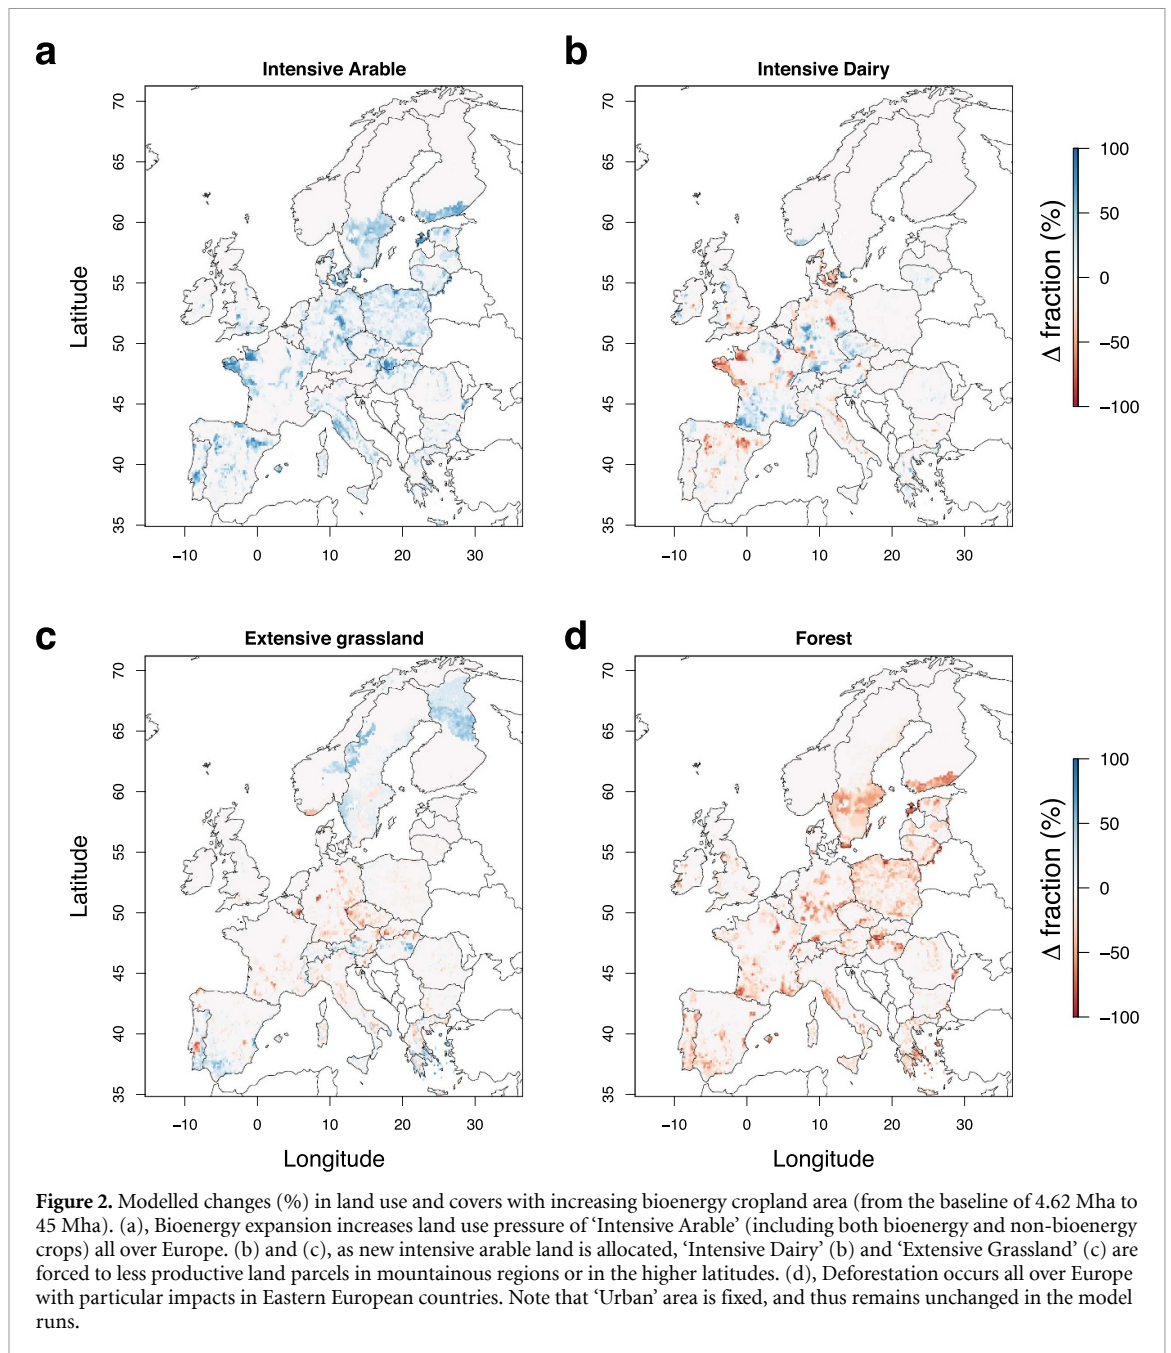 a
b
Intensive Arable
Intensive Dairy
70
65
60
55
50
45
40
35
Latitude
−10 0 10 20 30
70
65
60
55
50
45
40
35
−10 0 10 20 30
100
50
0
−50
−100
Δ fraction (%)
c
d
Extensive grassland
Forest
70
65
60
55
50
45
40
35
Latitude
−10 0 10 20 30
Longitude
70
65
60
55
50
45
40
35
−10 0 10 20 30
Longitude
100
50
0
−50
−100
Δ fraction (%)
Figure 2. Modelled changes (%) in land use and covers with increasing bioenergy cropland area (from the baseline of 4.62 Mha to
45 Mha). (a), Bioenergy expansion increases land use pressure of ‘Intensive Arable’ (including both bioenergy and non-bioenergy
crops) all over Europe. (b) and (c), as new intensive arable land is allocated, ‘Intensive Dairy’ (b) and ‘Extensive Grassland’ (c) are
forced to less productive land parcels in mountainous regions or in the higher latitudes. (d), Deforestation occurs all over Europe
with particular impacts in Eastern European countries. Note that ‘Urban’ area is fixed, and thus remains unchanged in the model
runs.